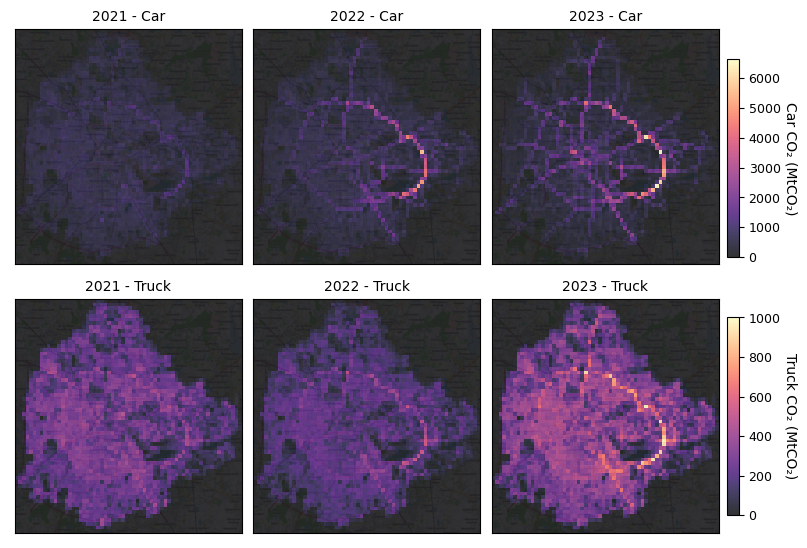 2021 - Car
2022 - Car
2023 - Car
6000
5000
4000
3000
2000
1000
0
Car CO₂ (MtCO₂)
2021 - Truck
2022 - Truck
2023 - Truck
1000
800
600
400
200
0
Truck CO₂ (MtCO₂)